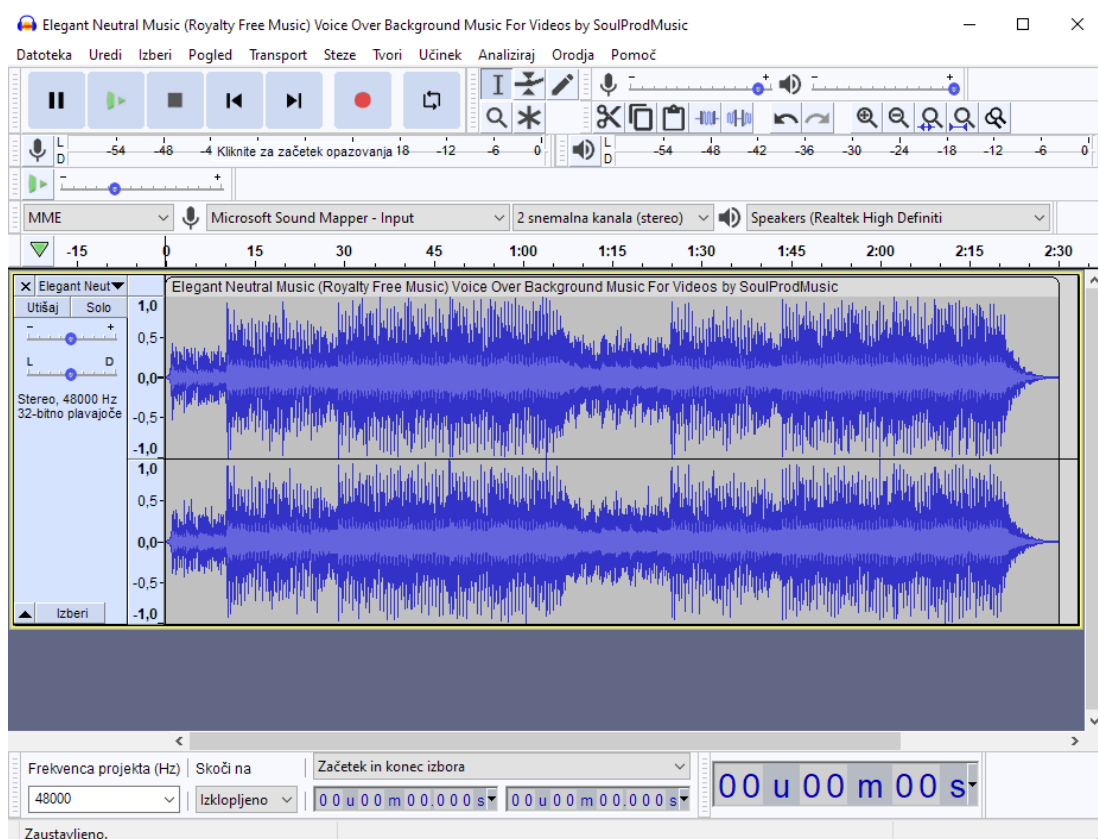 Elegant Neutral Music (Royalty Free Music) Voice Over Background Music For Videos by SoulProdMusic
Datoteka Uredi Izberi Pogled Transport Steze Tvori Učinek Analiziraj Orodja Pomoč
L D -54 -48 -4 Kliknite za začetek opazovanja 18 -12 -6 0 L D -54 -48 -42 -36 -30 -24 -18 -12 -6 0
MME Microsoft Sound Mapper - Input 2 snemalna kanala (stereo) Speakers (Realtek High Definiti
-15 0 15 30 45 1:00 1:15 1:30 1:45 2:00 2:15 2:30
Elegant Neut Elegant Neutral Music (Royalty Free Music) Voice Over Background Music For Videos by SoulProdMusic
Utišaj Solo 1,0
- + 0,5
L D 0,0
Stereo, 48000 Hz
32-bitno plavajoče -0,5
-1,0
1,0
0,5
0,0
-0,5
Izberi -1,0
Frekvenca projekta (Hz) Skoči na Začetek in konec izbora
48000 Izklopljeno 00 u 00 m 00.000 s 00 u 00 m 00.000 s 00 u 00 m 00 s
Zaustavljeno.